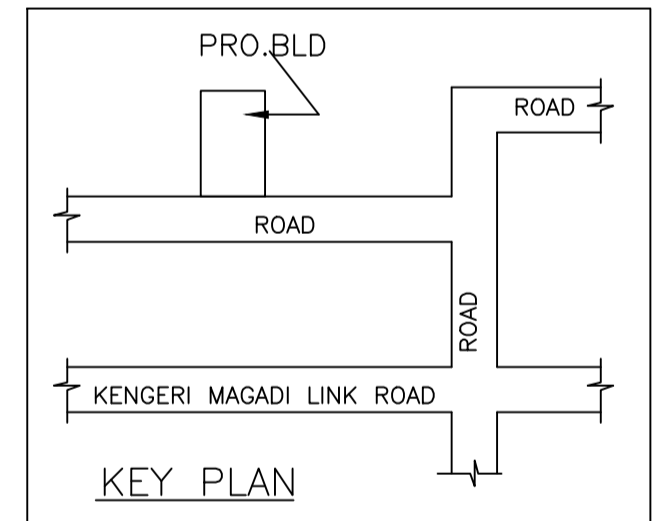 PRO.BLD
ROAD
ROAD
ROAD
KENGERI MAGADI LINK ROAD
KEY PLAN